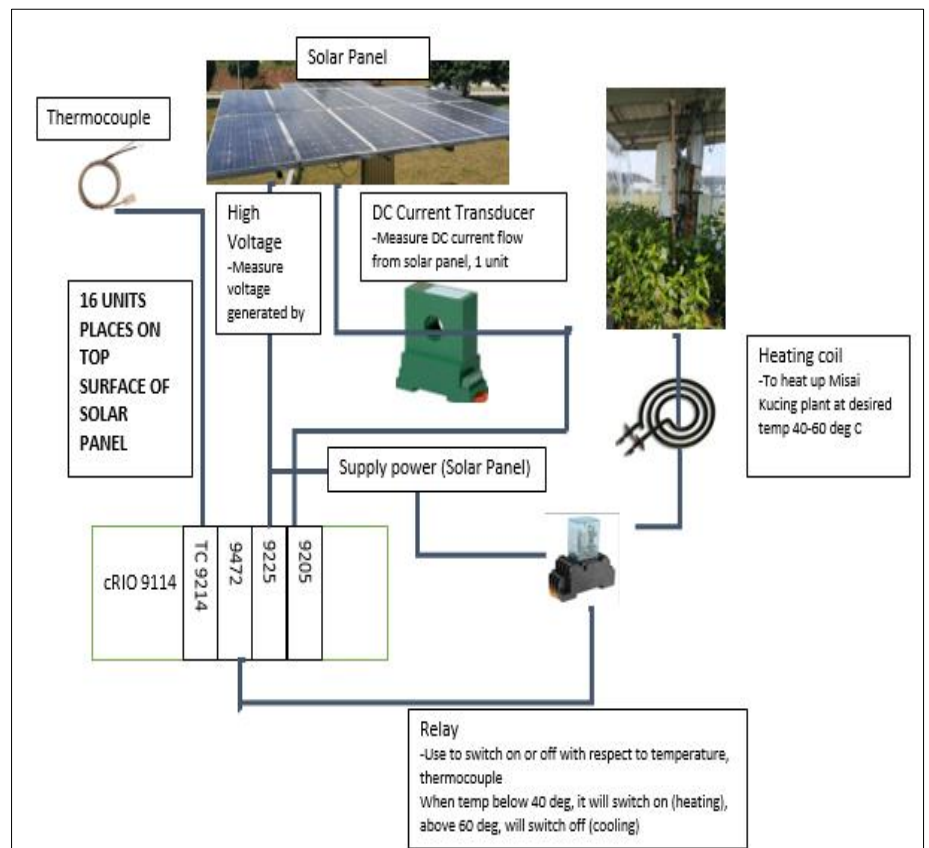 Solar Panel
Thermocouple
High
Voltage
-Measure
voltage
generated by
DC Current Transducer
-Measure DC current flow
from solar panel, 1 unit
16 UNITS
PLACES ON
TOP
SURFACE OF
SOLAR
PANEL
Heating coil
-To heat up Misai
Kucing plant at desired
temp 40-60 deg C
Supply power (Solar Panel)
cRIO 9114
TC 9214
9472
9225
9205
Relay
-Use to switch on or off with respect to temperature,
thermocouple
When temp below 40 deg, it will switch on (heating),
above 60 deg, will switch off (cooling)